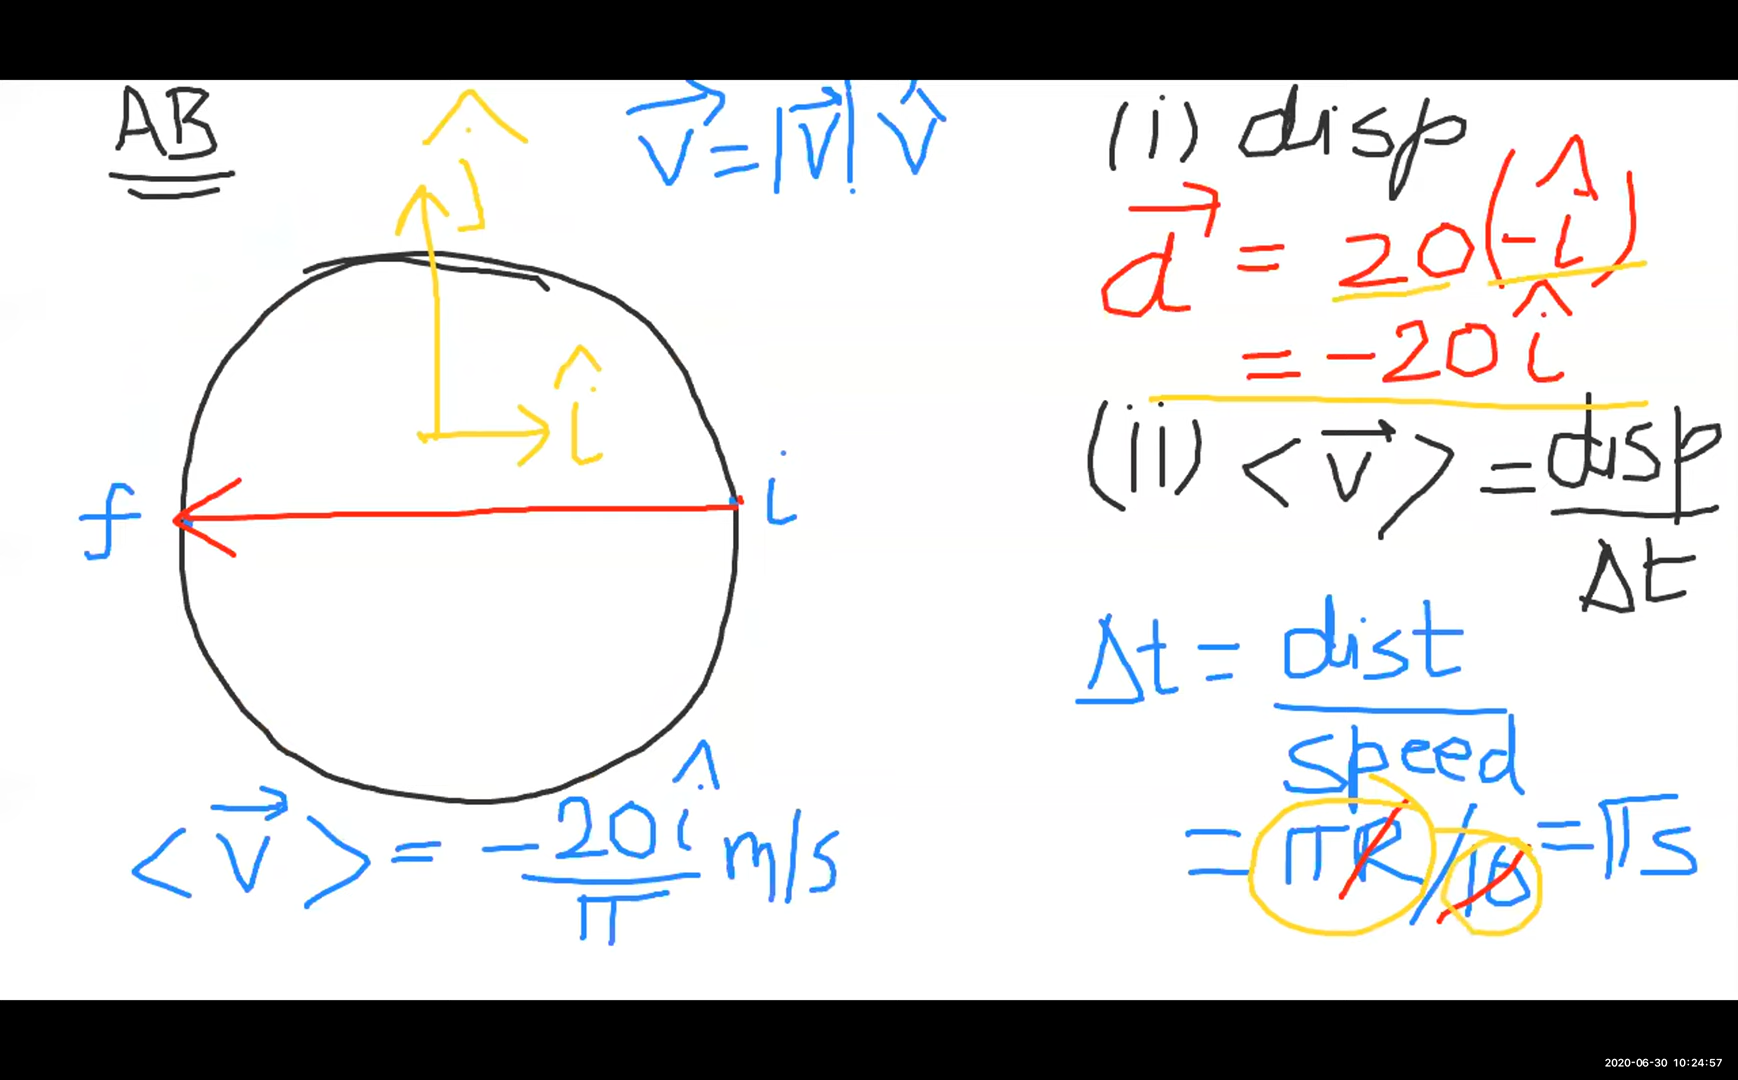 AB
ĵ
v⃗ = |v⃗| v̂
î
f
i
<v⃗> = -20î/π m/s
(i) disp
d⃗ = 20(-î)
= -20î
(ii) <v⃗> = disp/Δt
Δt = dist/speed
= πR/10 = πs
2020-06-30 10:24:57